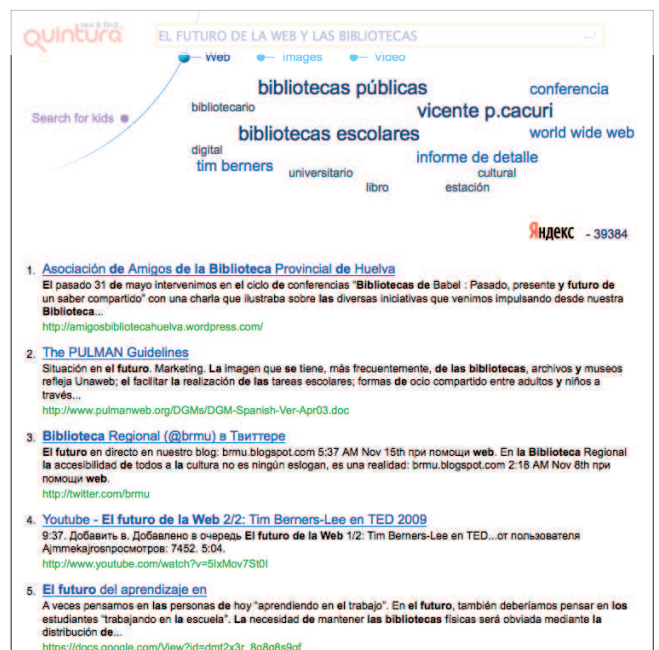 see & find
quintura
EL FUTURO DE LA WEB Y LAS BIBLIOTECAS
Web Images Video
Search for kids
bibliotecas públicas
conferencia
bibliotecario
vicente p.cacuri
bibliotecas escolares
world wide web
digital
informe de detalle
tim berners
universitario
cultural
libro
estación
Яндекс - 39384
1. Asociación de Amigos de la Biblioteca Provincial de Huelva
El pasado 31 de mayo intervenimos en el ciclo de conferencias “Bibliotecas de Babel : Pasado, presente y futuro de
un saber compartido” con una charla que ilustraba sobre las diversas iniciativas que venimos impulsando desde nuestra
Biblioteca...
http://amigosbibliotecahuelva.wordpress.com/
2. The PULMAN Guidelines
Situación en el futuro. Marketing. La imagen que se tiene, más frecuentemente, de las bibliotecas, archivos y museos
refleja Unaweb; el facilitar la realización de las tareas escolares; formas de ocio compartido entre adultos y niños a
través...
http://www.pulmanweb.org/DGMs/DGM-Spanish-Ver-Apr03.doc
3. Biblioteca Regional (@brmu) в Твиттере
El futuro en directo en nuestro blog: brmu.blogspot.com 5:37 AM Nov 15th при помощи web. En la Biblioteca Regional
la accesibilidad de todos a la cultura no es ningún eslogan, es una realidad: brmu.blogspot.com 2:18 AM Nov 8th при
помощи web.
http://twitter.com/brmu
4. Youtube - El futuro de la Web 2/2: Tim Berners-Lee en TED 2009
9:37. Добавить в. Добавлено в очередь El futuro de la Web 1/2: Tim Berners-Lee en TED...от пользователя
Ajmmekajrosпросмотров: 7452. 5:04.
http://www.youtube.com/watch?v=5IxMov7St0I
5. El futuro del aprendizaje en
A veces pensamos en las personas de hoy “aprendiendo en el trabajo”. En el futuro, también deberíamos pensar en los
estudiantes “trabajando en la escuela”. La necesidad de mantener las bibliotecas físicas será obviada mediante la
distribución de...
https://docs.google.com/View?id=dmt2x3r_8q8g8s9gf